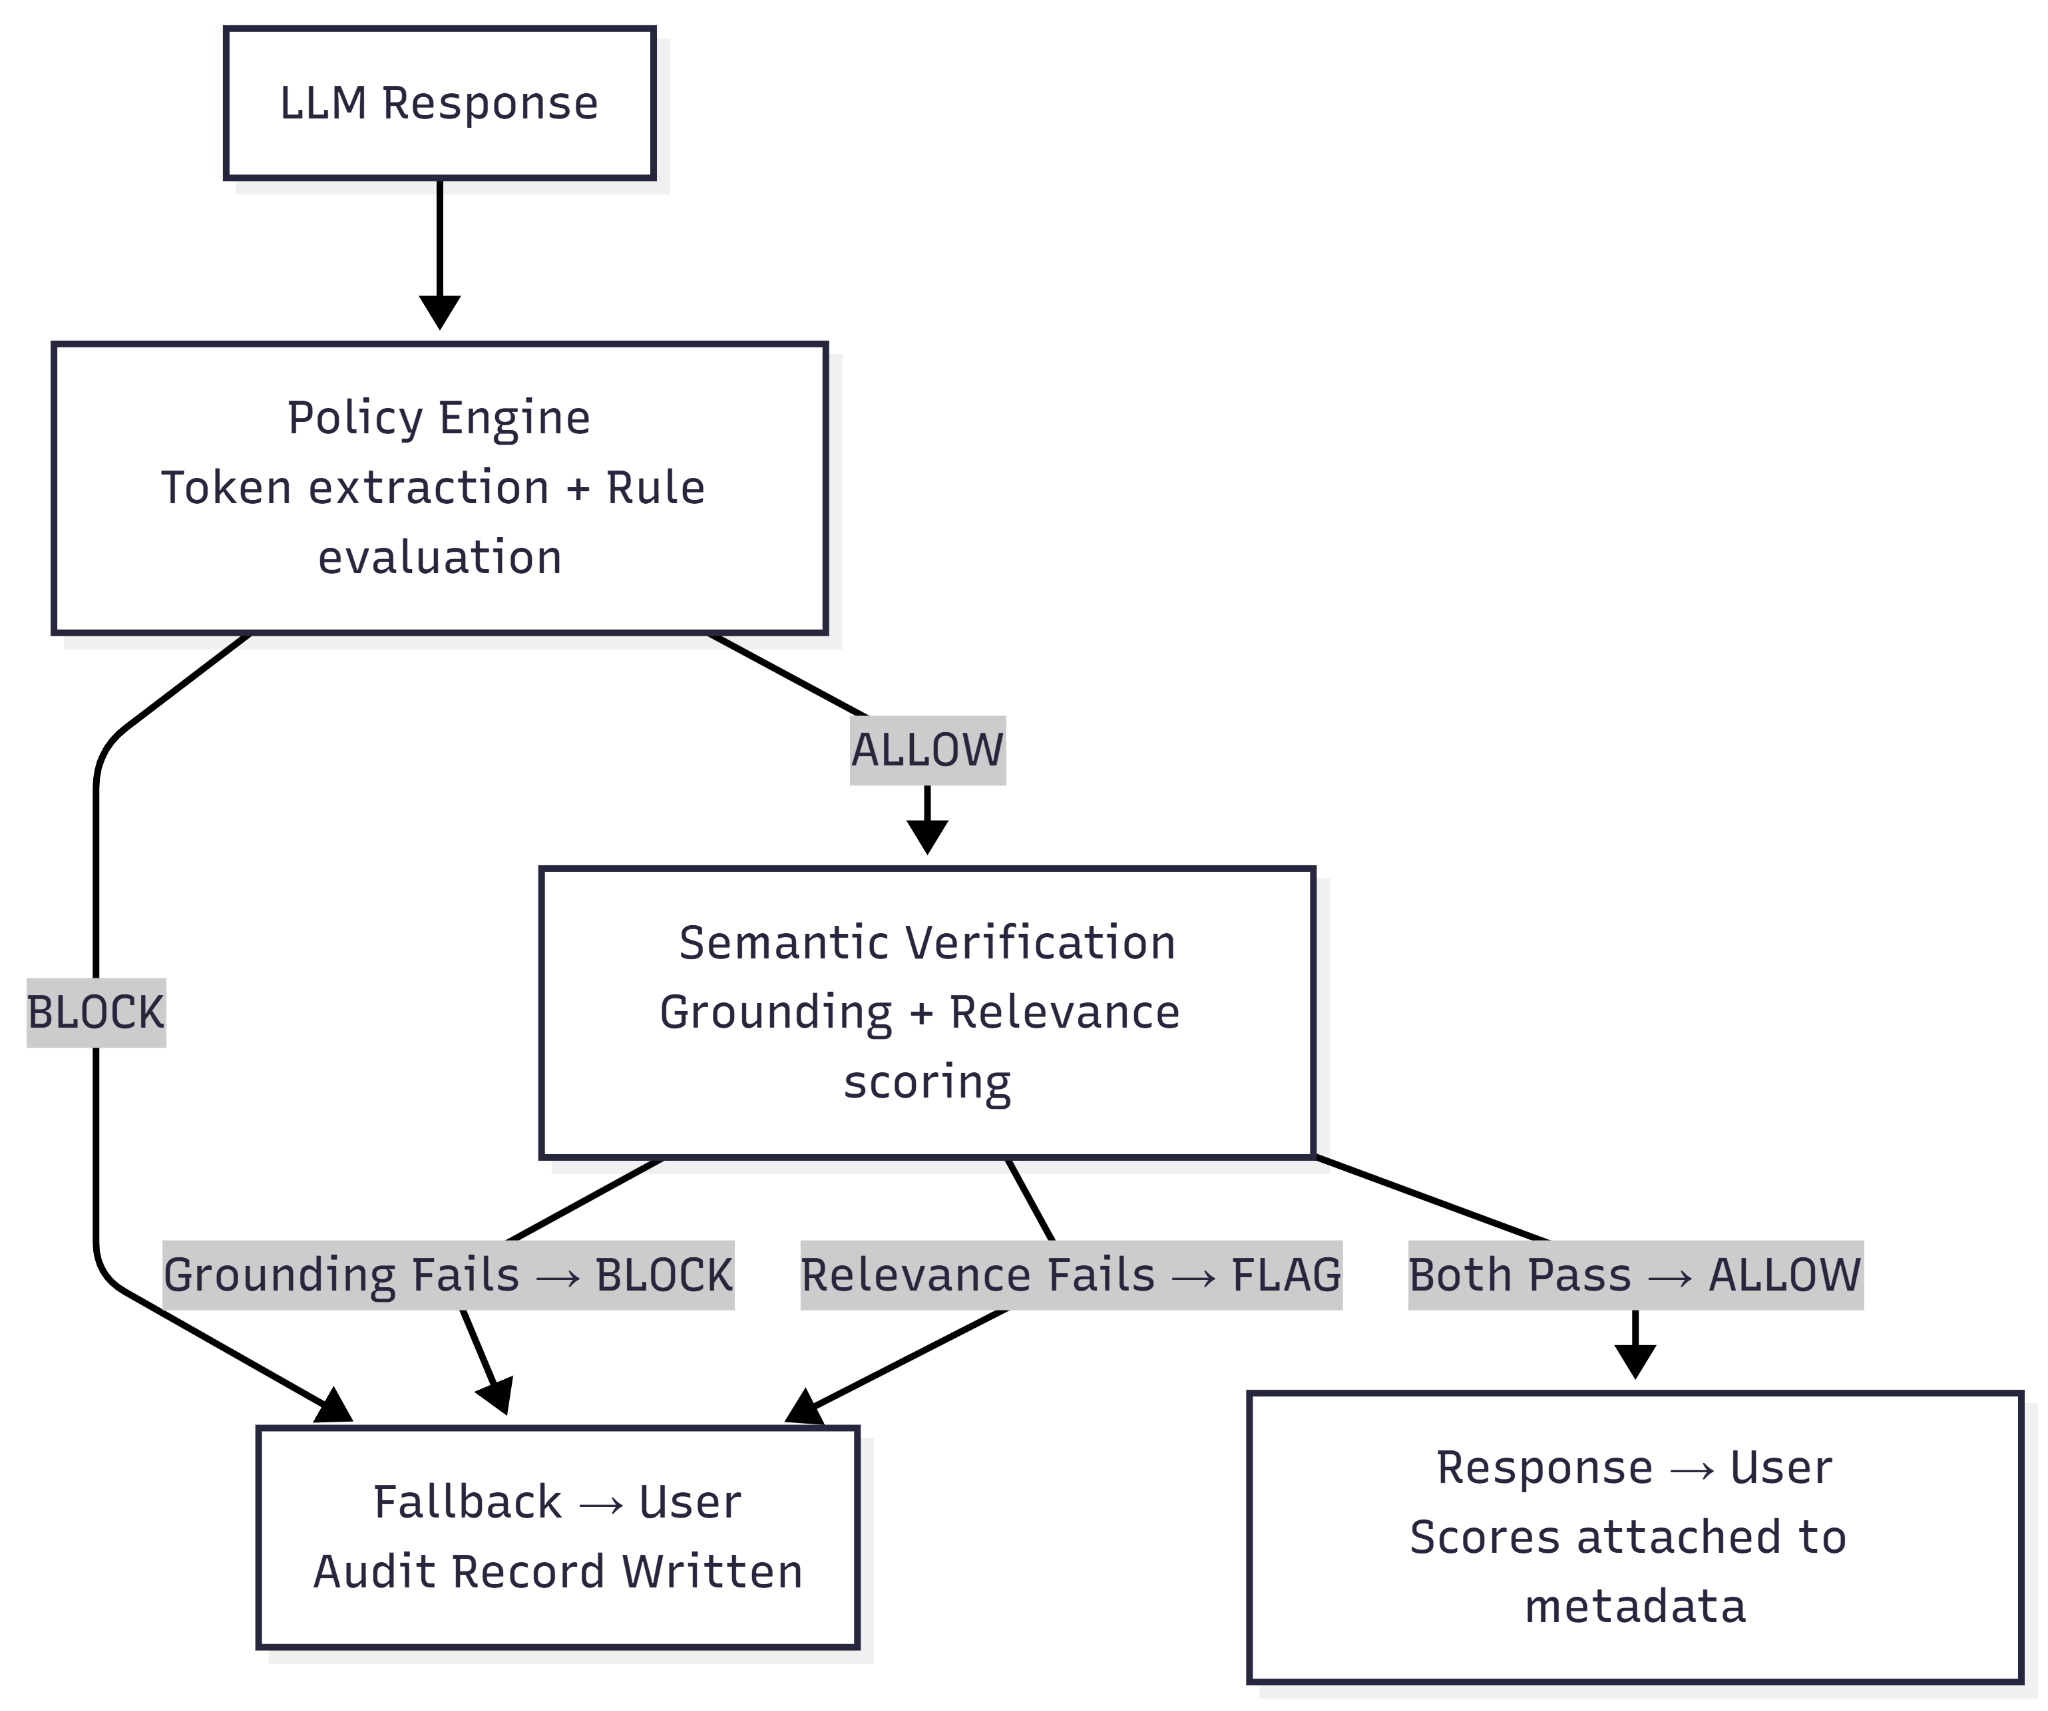 LLM Response
Policy Engine
Token extraction + Rule
evaluation
ALLOW
Semantic Verification
Grounding + Relevance
scoring
BLOCK
Grounding Fails → BLOCK
Relevance Fails → FLAG
Both Pass → ALLOW
Fallback → User
Audit Record Written
Response → User
Scores attached to
metadata